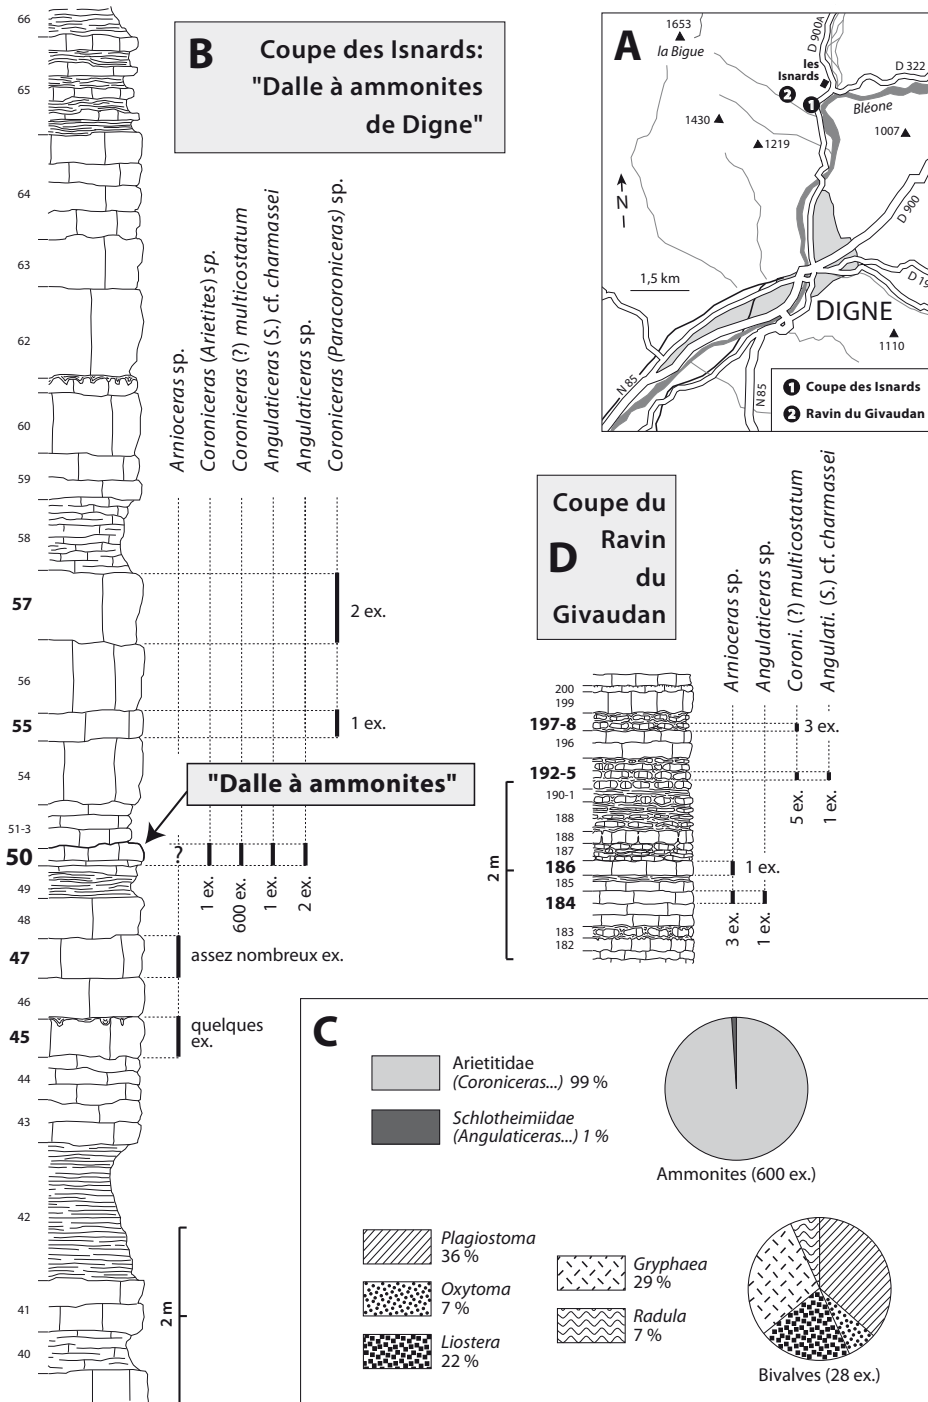 B
Coupe des Isnards:
"Dalle à ammonites
de Digne"
66
65
64
63
62
60
59
58
57
56
55
54
51-3
50
49
48
47
46
45
44
43
42
41
40
2 m
Arnioceras sp.
Coroniceras (Arietites) sp.
Coroniceras (?) multicostatum
Angulaticeras (S.) cf. charmassei
Angulaticeras sp.
Coroniceras (Paracoroniceras) sp.
2 ex.
1 ex.
"Dalle à ammonites"
?
1 ex.
600 ex.
1 ex.
2 ex.
assez nombreux ex.
quelques
ex.
A
1653
la Bigue
D 900A
les
Isnards
D 322
2
1
Bléone
1430
1219
1007
N
D 900
1,5 km
D 19
DIGNE
1110
N 85
N 85
1 Coupe des Isnards
2 Ravin du Givaudan
D
Coupe du
Ravin
du
Givaudan
Arnioceras sp.
Angulaticeras sp.
Coroni. (?) multicostatum
Angulati. (S.) cf. charmassei
200
199
197-8
196
192-5
190-1
188
188
187
186
185
184
183
182
2 m
3 ex.
5 ex.
1 ex.
1 ex.
3 ex.
1 ex.
C
Arietitidae
(Coroniceras...) 99 %
Schlotheimiidae
(Angulaticeras...) 1 %
Ammonites (600 ex.)
Plagiostoma
36 %
Oxytoma
7 %
Liostera
22 %
Gryphaea
29 %
Radula
7 %
Bivalves (28 ex.)